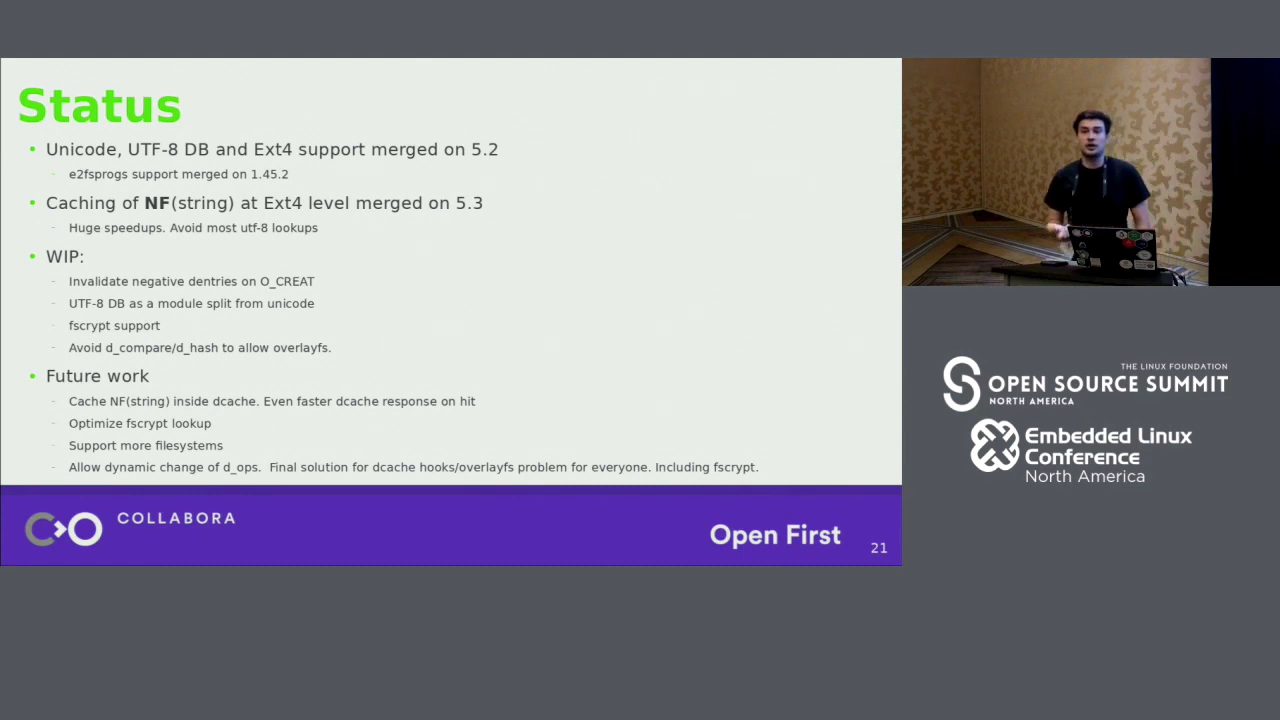 Status
Unicode, UTF-8 DB and Ext4 support merged on 5.2
e2fsprogs support merged on 1.45.2
Caching of NF(string) at Ext4 level merged on 5.3
Huge speedups. Avoid most utf-8 lookups
WIP:
Invalidate negative dentries on O_CREAT
UTF-8 DB as a module split from unicode
fscrypt support
Avoid d_compare/d_hash to allow overlayfs.
Future work
Cache NF(string) inside dcache. Even faster dcache response on hit
Optimize fscrypt lookup
Support more filesystems
Allow dynamic change of d_ops. Final solution for dcache hooks/overlayfs problem for everyone. Including fscrypt.
COLLABORA
Open First
21
THE LINUX FOUNDATION
OPEN SOURCE SUMMIT
NORTH AMERICA
Embedded Linux
Conference
North America